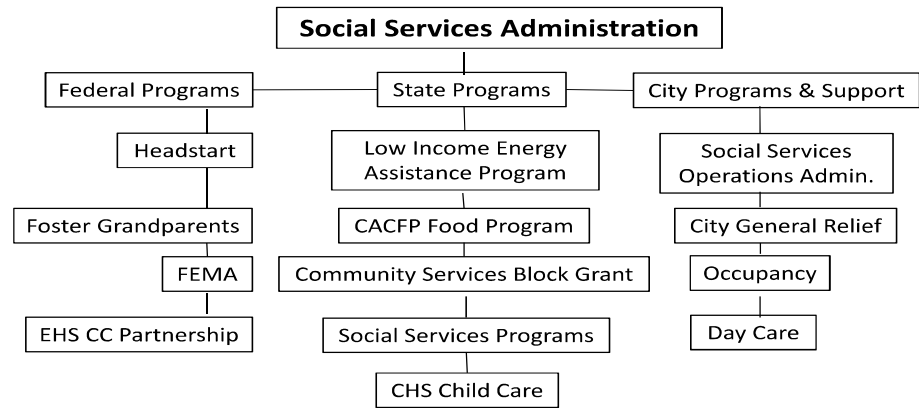 Social Services Administration
Federal Programs
State Programs
City Programs & Support
Headstart
Low Income Energy
Assistance Program
Social Services
Operations Admin.
Foster Grandparents
CACFP Food Program
City General Relief
FEMA
Community Services Block Grant
Occupancy
EHS CC Partnership
Social Services Programs
Day Care
CHS Child Care